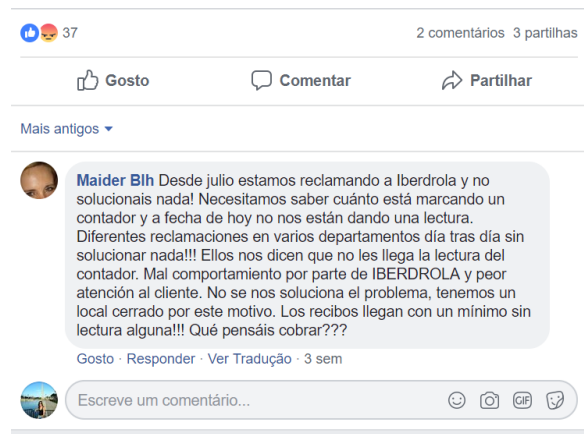 37
2 comentários 3 partilhas
Gosto
Comentar
Partilhar
Mais antigos
Maider Blh Desde julio estamos reclamando a Iberdrola y no
solucionais nada! Necesitamos saber cuánto está marcando un
contador y a fecha de hoy no nos están dando una lectura.
Diferentes reclamaciones en varios departamentos día tras día sin
solucionar nada!!! Ellos nos dicen que no les llega la lectura del
contador. Mal comportamiento por parte de IBERDROLA y peor
atención al cliente. No se nos soluciona el problema, tenemos un
local cerrado por este motivo. Los recibos llegan con un mínimo sin
lectura alguna!!! Qué pensáis cobrar???
Gosto · Responder · Ver Tradução · 3 sem
Escreve um comentário...
GIF